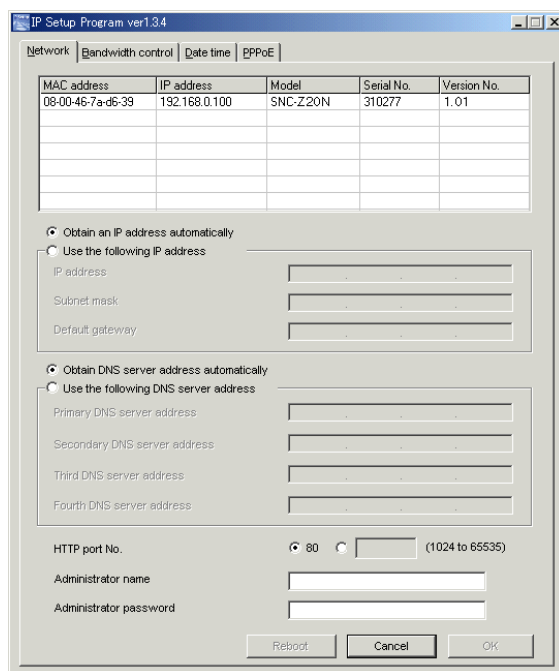 IP Setup Program ver1.3.4
Network Bandwidth control Date time PPPoE
MAC address IP address Model Serial No. Version No.
08-00-46-7a-d6-39 192.168.0.100 SNC-Z20N 310277 1.01
Obtain an IP address automatically
Use the following IP address
IP address
Subnet mask
Default gateway
Obtain DNS server address automatically
Use the following DNS server address
Primary DNS server address
Secondary DNS server address
Third DNS server address
Fourth DNS server address
HTTP port No. 80 (1024 to 65535)
Administrator name
Administrator password
Reboot Cancel OK